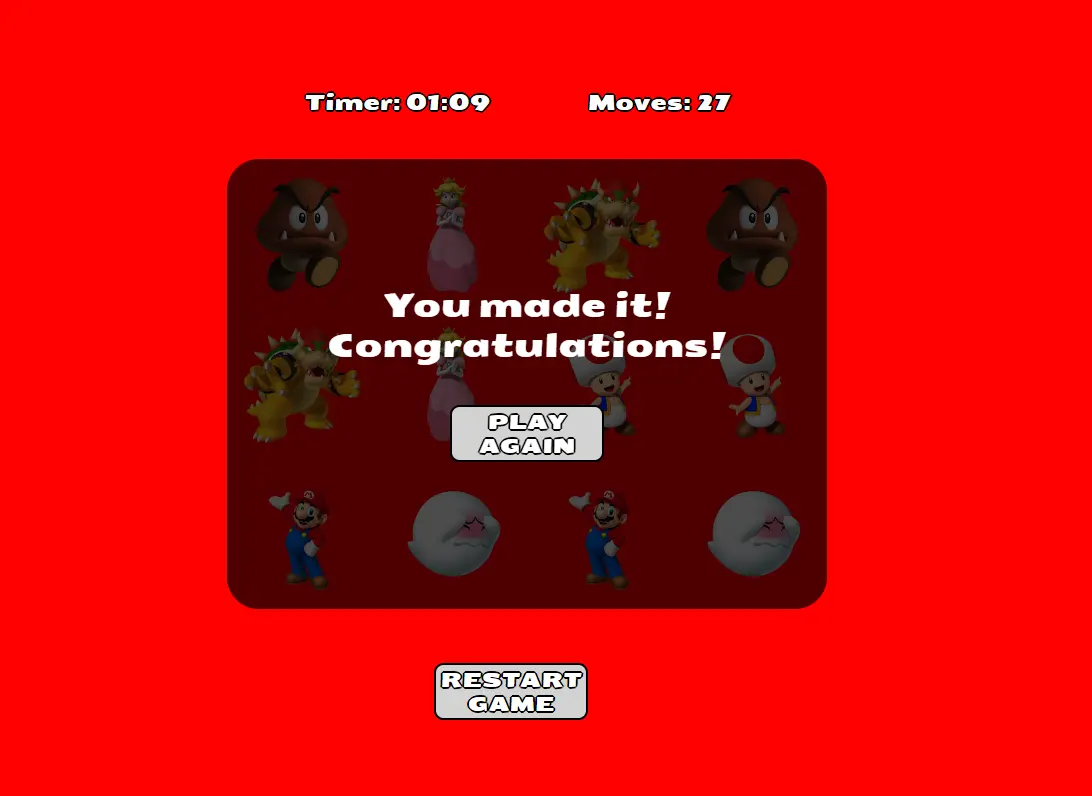 Timer: 01:09 Moves: 27
You made it!
Congratulations!
PLAY
AGAIN
RESTART
GAME